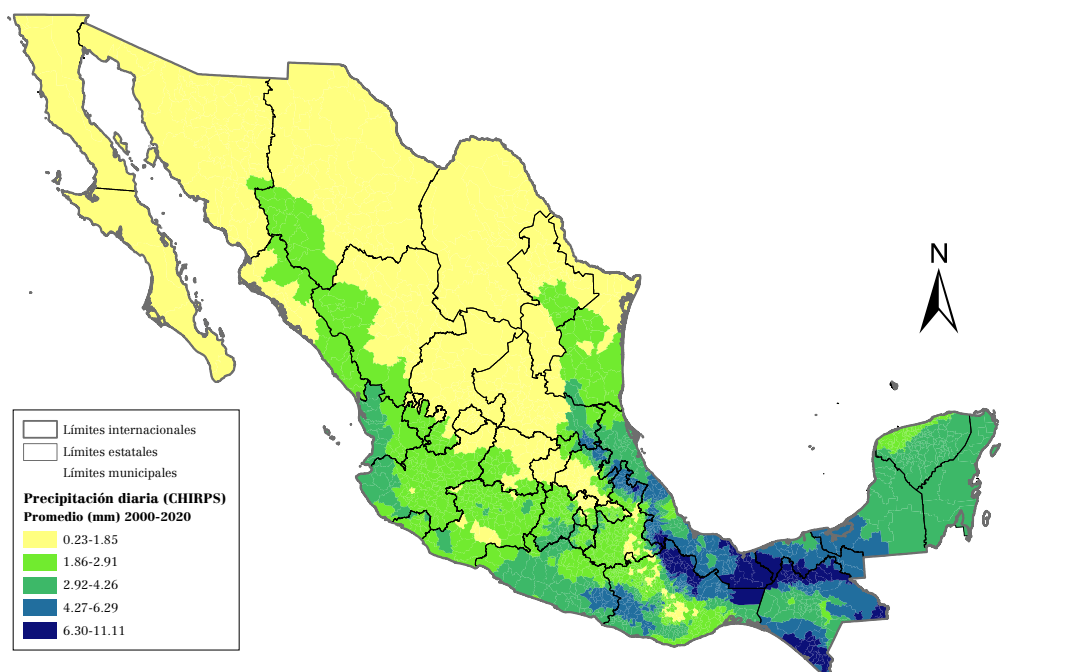 N
Límites internacionales
Límites estatales
Límites municipales
Precipitación diaria (CHIRPS)
Promedio (mm) 2000-2020
0.23-1.85
1.86-2.91
2.92-4.26
4.27-6.29
6.30-11.11